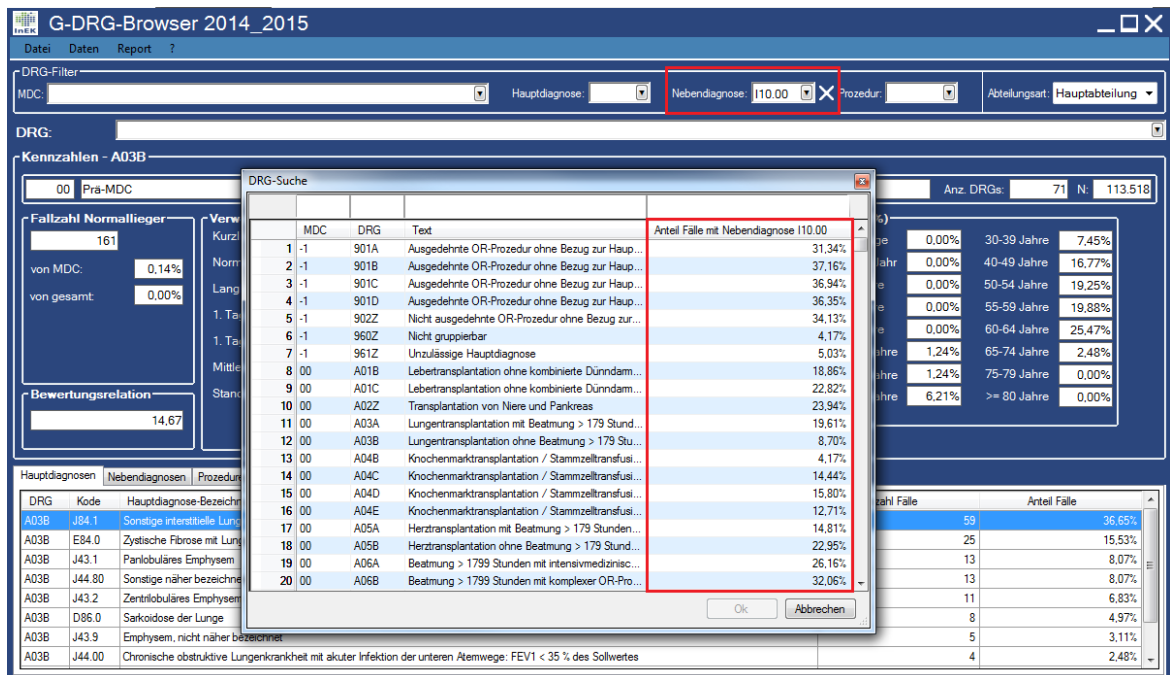 InEK G-DRG-Browser 2014_2015
Datei Daten Report ?
DRG-Filter
MDC: Hauptdiagnose: Nebendiagnose: I10.00 Prozedur: Abteilungsart: Hauptabteilung
DRG:
Kennzahlen - A03B
00 Prä-MDC Anz. DRGs: 71 N: 113.518
Fallzahl Normallieger
161
von MDC: 0,14%
von gesamt: 0,00%
Bewertungsrelation
14,67
Verw
Kurzl
Norm
Lang
1. Ta
1. Ta
Mittle
Stand
DRG-Suche
MDC DRG Text Anteil Fälle mit Nebendiagnose I10.00
1 -1 901A Ausgedehnte OR-Prozedur ohne Bezug zur Haup... 31,34%
2 -1 901B Ausgedehnte OR-Prozedur ohne Bezug zur Haup... 37,16%
3 -1 901C Ausgedehnte OR-Prozedur ohne Bezug zur Haup... 36,94%
4 -1 901D Ausgedehnte OR-Prozedur ohne Bezug zur Haup... 36,35%
5 -1 902Z Nicht ausgedehnte OR-Prozedur ohne Bezug zur... 34,13%
6 -1 960Z Nicht gruppierbar 4,17%
7 -1 961Z Unzulässige Hauptdiagnose 5,03%
8 00 A01B Lebertransplantation ohne kombinierte Dünndarm... 18,86%
9 00 A01C Lebertransplantation ohne kombinierte Dünndarm... 22,82%
10 00 A02Z Transplantation von Niere und Pankreas 23,94%
11 00 A03A Lungentransplantation mit Beatmung > 179 Stund... 19,61%
12 00 A03B Lungentransplantation ohne Beatmung > 179 Stu... 8,70%
13 00 A04B Knochenmarktransplantation / Stammzelltransfusi... 4,17%
14 00 A04C Knochenmarktransplantation / Stammzelltransfusi... 14,44%
15 00 A04D Knochenmarktransplantation / Stammzelltransfusi... 15,80%
16 00 A04E Knochenmarktransplantation / Stammzelltransfusi... 12,71%
17 00 A05A Herztransplantation mit Beatmung > 179 Stunden... 14,81%
18 00 A05B Herztransplantation ohne Beatmung > 179 Stund... 22,95%
19 00 A06A Beatmung > 1799 Stunden mit intensivmedizinisc... 26,16%
20 00 A06B Beatmung > 1799 Stunden mit komplexer OR-Pro... 32,06%
Ok Abbrechen
%)
ge 0,00% 30-39 Jahre 7,45%
Jahr 0,00% 40-49 Jahre 16,77%
e 0,00% 50-54 Jahre 19,25%
e 0,00% 55-59 Jahre 19,88%
re 0,00% 60-64 Jahre 25,47%
ahre 1,24% 65-74 Jahre 2,48%
ahre 1,24% 75-79 Jahre 0,00%
ahre 6,21% >= 80 Jahre 0,00%
Hauptdiagnosen Nebendiagnosen Prozedure
DRG Kode Hauptdiagnose-Bezeichn zahl Fälle Anteil Fälle
A03B J84.1 Sonstige interstitielle Lung 59 36,65%
A03B E84.0 Zystische Fibrose mit Lung 25 15,53%
A03B J43.1 Panlobuläres Emphysem 13 8,07%
A03B J44.80 Sonstige näher bezeichne 13 8,07%
A03B J43.2 Zentrilobuläres Emphysem 11 6,83%
A03B D86.0 Sarkoidose der Lunge 8 4,97%
A03B J43.9 Emphysem, nicht näher bezeichnet 5 3,11%
A03B J44.00 Chronische obstruktive Lungenkrankheit mit akuter Infektion der unteren Atemwege: FEV1 < 35 % des Sollwertes 4 2,48%